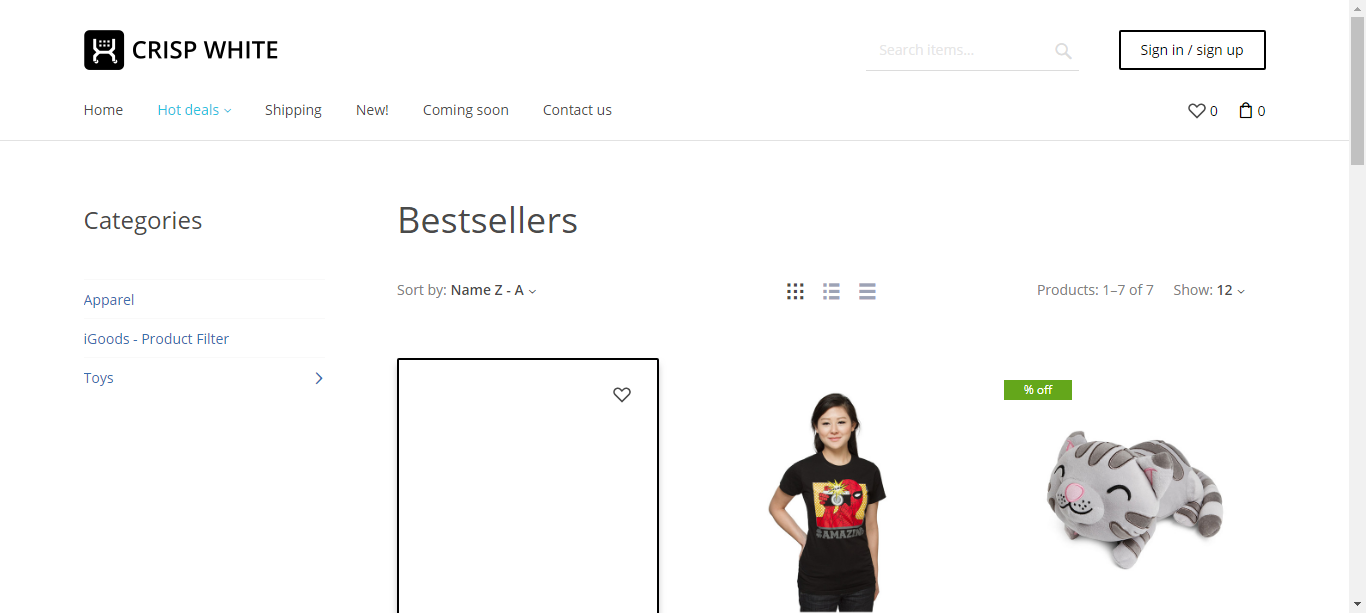 CRISP WHITE
Search items...
Sign in / sign up
Home
Hot deals
Shipping
New!
Coming soon
Contact us
0
0
Categories
Bestsellers
Sort by: Name Z - A
Products: 1–7 of 7
Show: 12
Apparel
iGoods - Product Filter
Toys
% off
#AMAZING